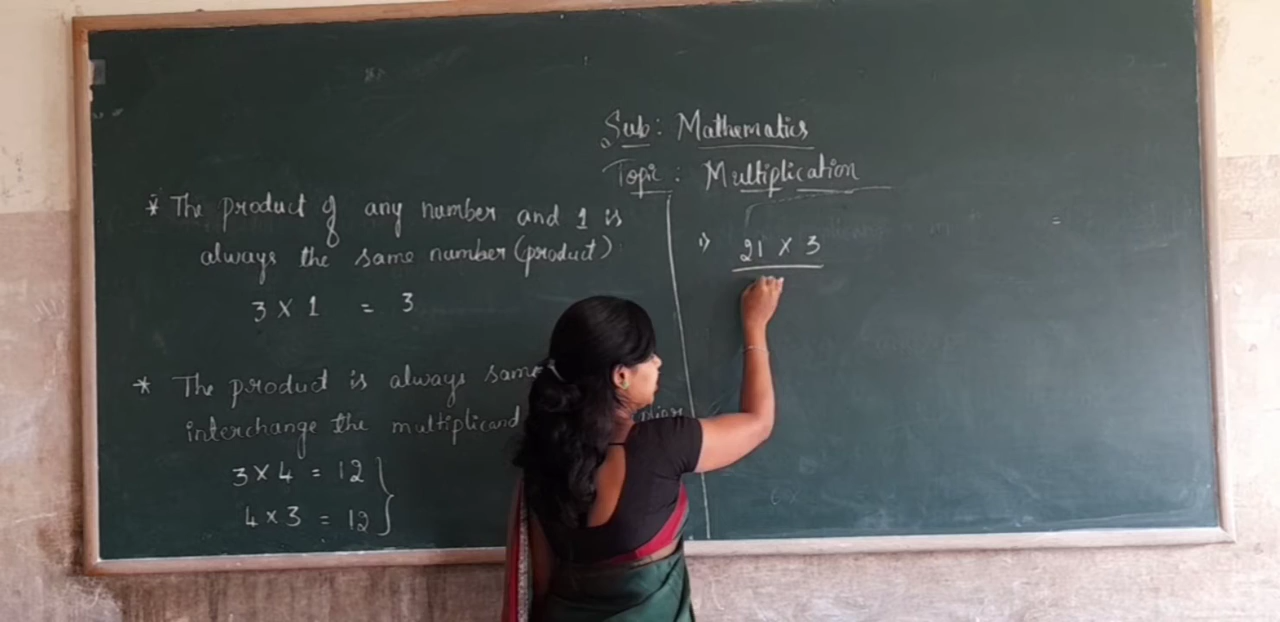 Sub: Mathematics
Topic: Multiplication
* The product of any number and 1 is
always the same number (product)
3 × 1 = 3
* The product is always same
interchange the multiplicand
3 × 4 = 12
4 × 3 = 12
1) 21 × 3